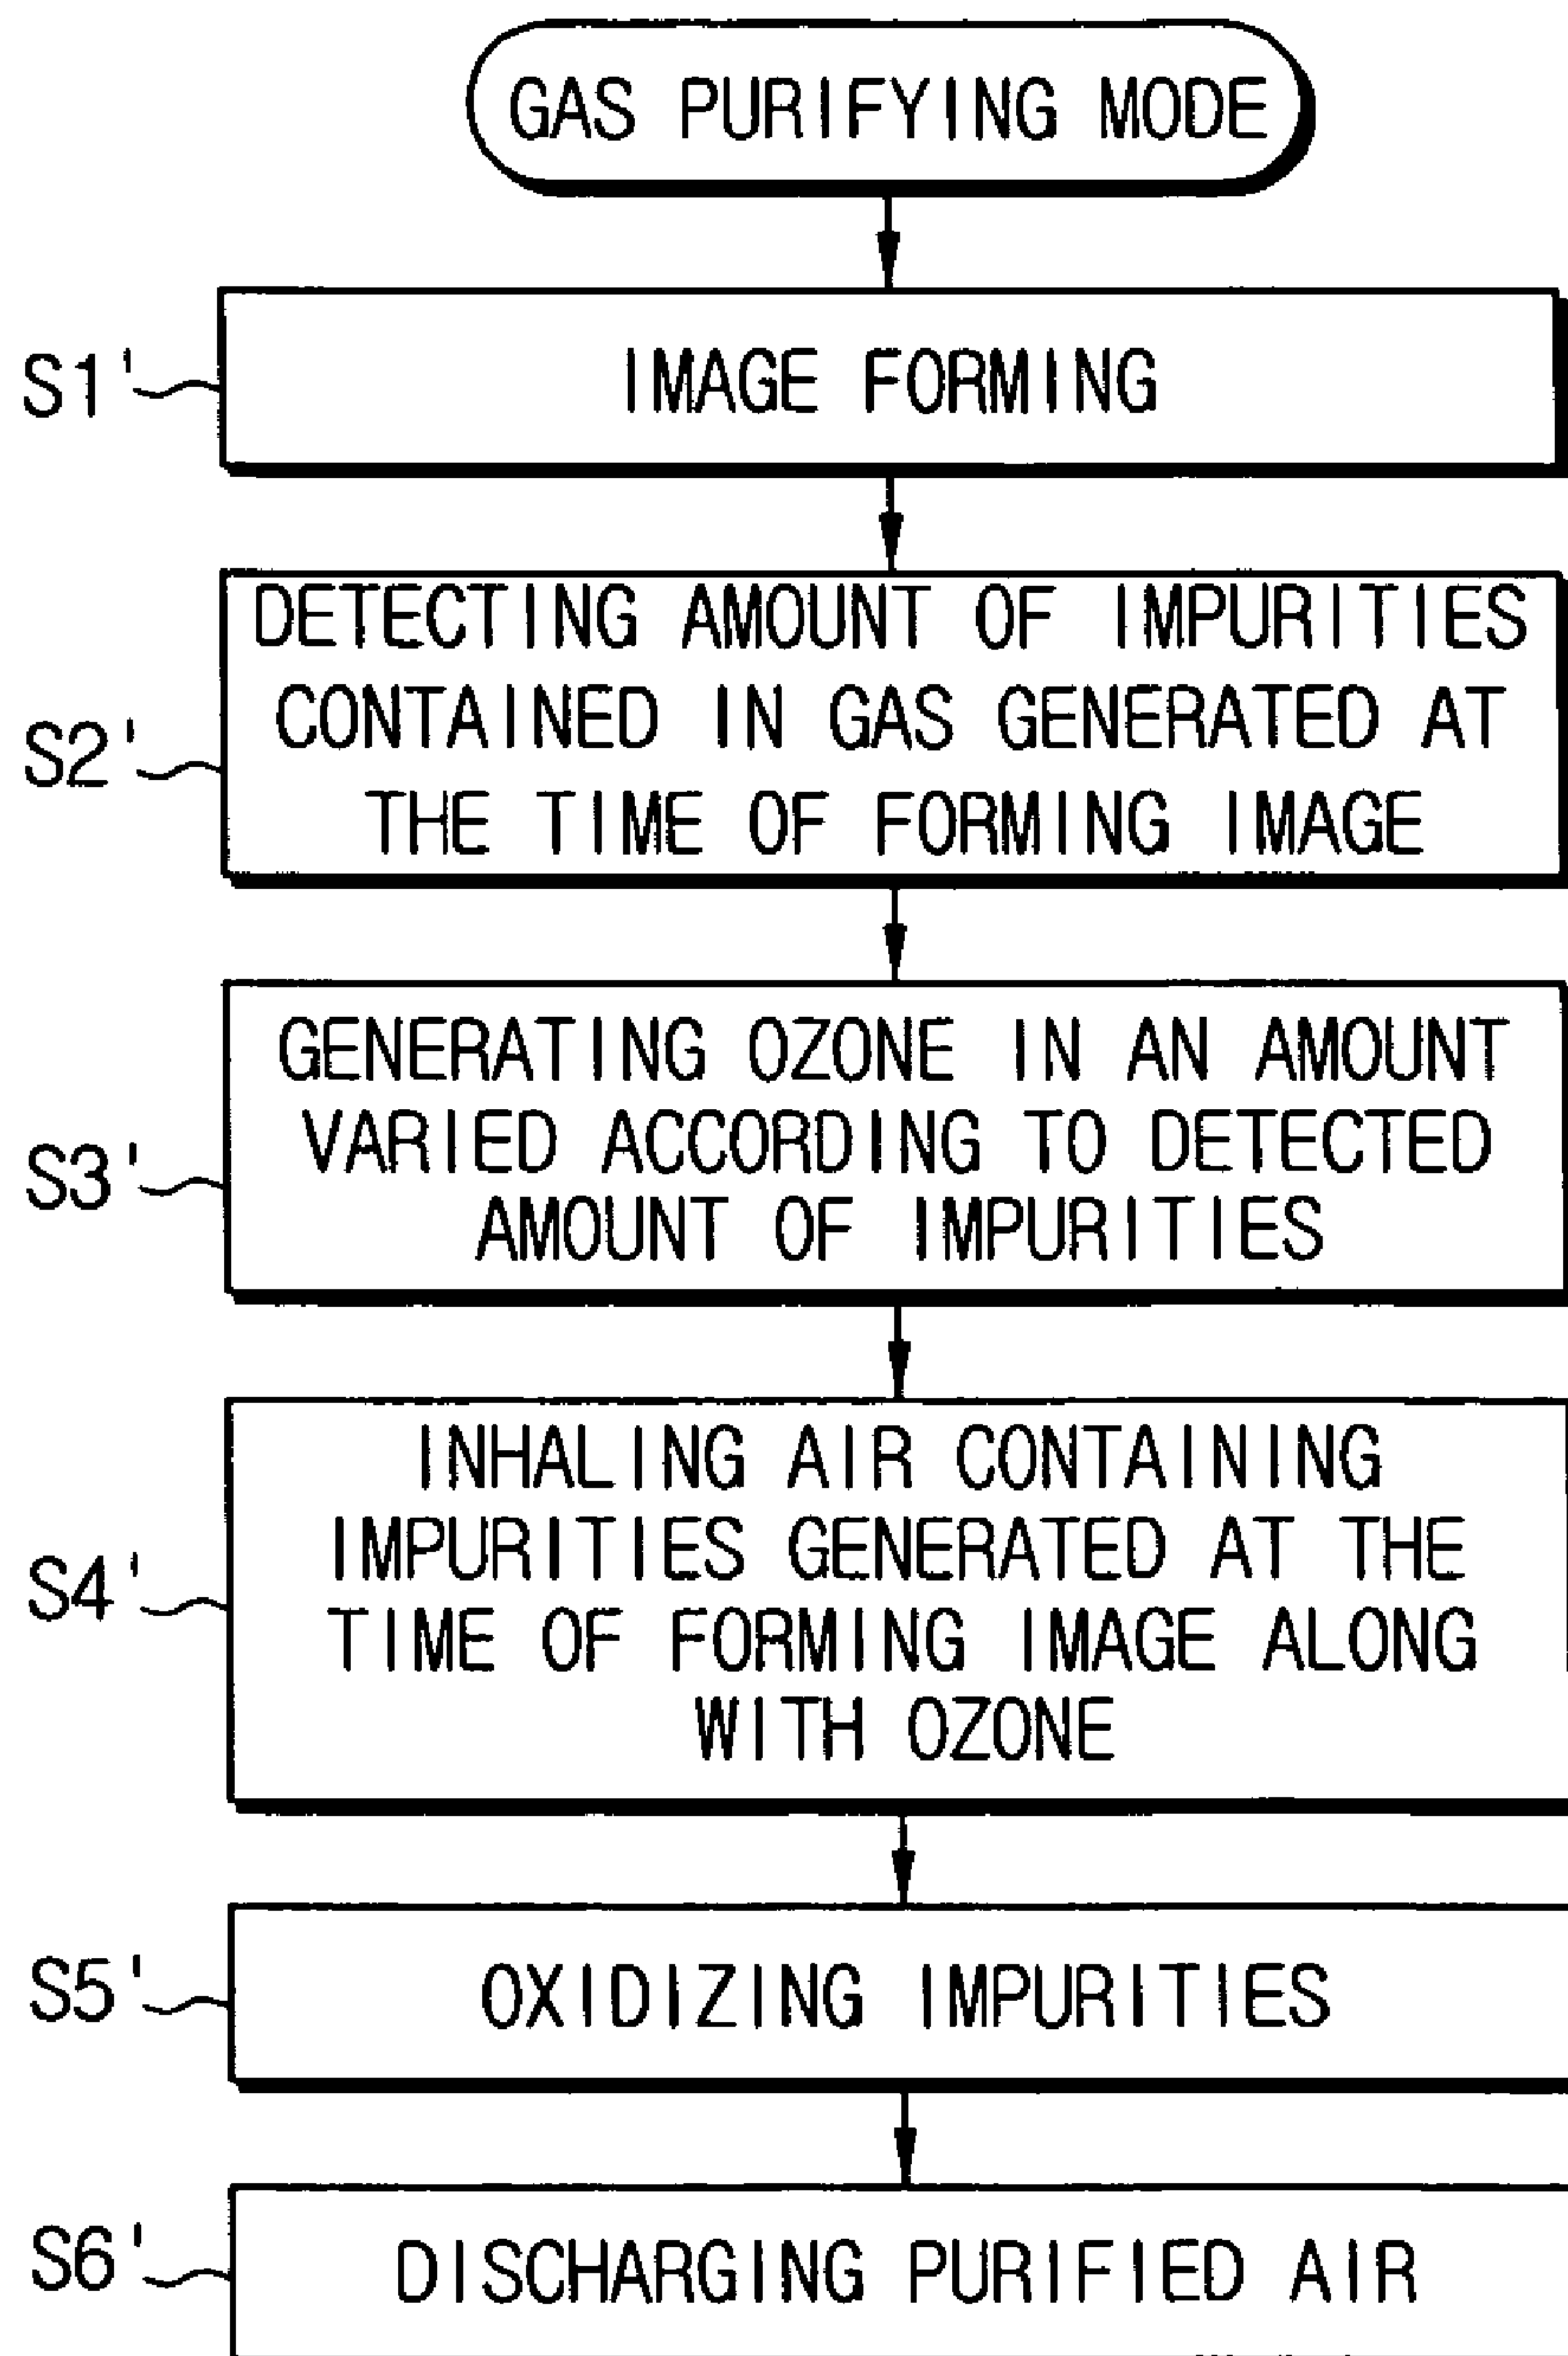 GAS PURIFYING MODE
S1'
IMAGE FORMING
S2'
DETECTING AMOUNT OF IMPURITIES
CONTAINED IN GAS GENERATED AT
THE TIME OF FORMING IMAGE
S3'
GENERATING OZONE IN AN AMOUNT
VARIED ACCORDING TO DETECTED
AMOUNT OF IMPURITIES
S4'
INHALING AIR CONTAINING
IMPURITIES GENERATED AT THE
TIME OF FORMING IMAGE ALONG
WITH OZONE
S5'
OXIDIZING IMPURITIES
S6'
DISCHARGING PURIFIED AIR